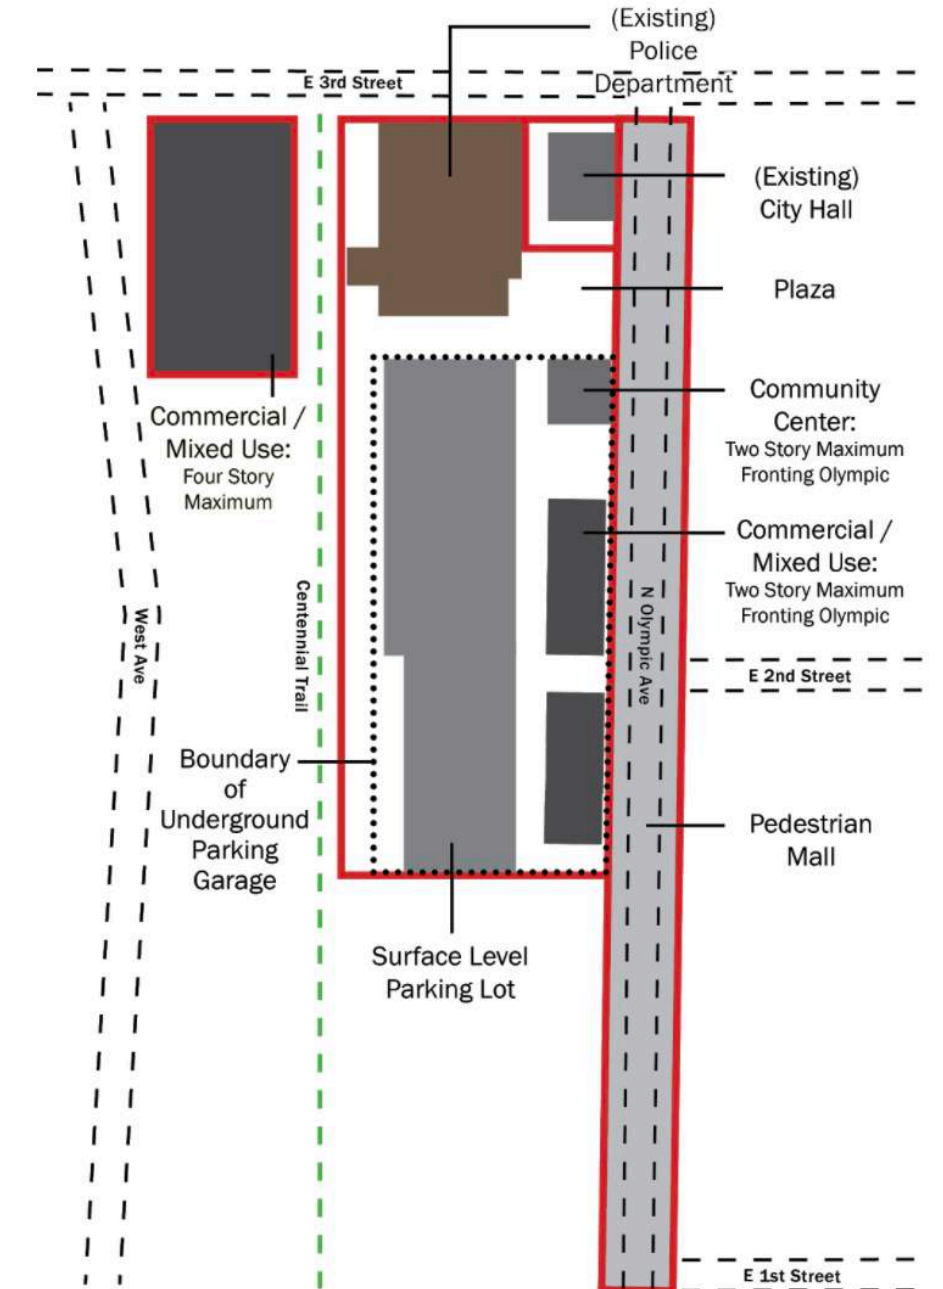 (Existing)
Police
Department
E 3rd Street
(Existing)
City Hall
Plaza
Commercial /
Mixed Use:
Four Story
Maximum
Community
Center:
Two Story Maximum
Fronting Olympic
Commercial /
Mixed Use:
Two Story Maximum
Fronting Olympic
West Ave
Centennial Trail
N Olympic Ave
E 2nd Street
Boundary
of
Underground
Parking
Garage
Pedestrian
Mall
Surface Level
Parking Lot
E 1st Street